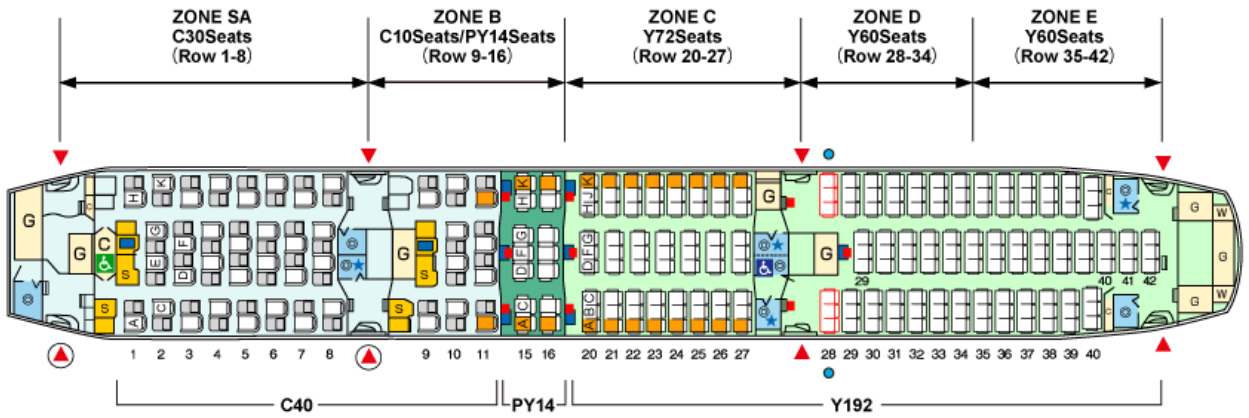 ZONE SA
C30Seats
(Row 1-8)
ZONE B
C10Seats/PY14Seats
(Row 9-16)
ZONE C
Y72Seats
(Row 20-27)
ZONE D
Y60Seats
(Row 28-34)
ZONE E
Y60Seats
(Row 35-42)
G
G
C
C
S
S
H
K
G
E
F
D
A
C
G
S
S
K
H
D F G
C
A
K
H J
D F G
A B C
G
G
C
C
G
W
G
G
W
29
40 41 42
1 2 3 4 5 6 7 8 9 10 11 15 16 20 21 22 23 24 25 26 27 28 29 30 31 32 33 34 35 36 37 38 39 40
C40
PY14
Y192